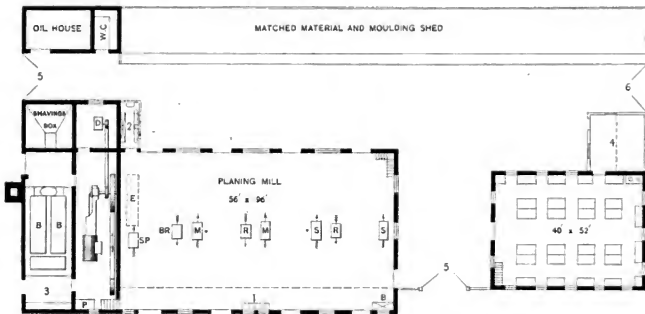 OIL HOUSE
W.C
MATCHED MATERIAL AND MOULDING SHED
5
6
SHAVINGS BOX
D
2
4
PLANING MILL
56' x 96'
40' x 52'
E
B B
SP
BR
M
R
M
S
R
S
3
P
1
B
5